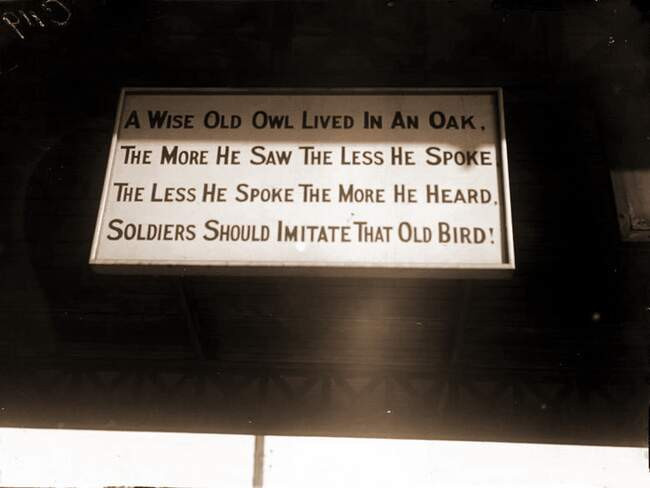 A WISE OLD OWL LIVED IN AN OAK,
THE MORE HE SAW THE LESS HE SPOKE
THE LESS HE SPOKE THE MORE HE HEARD,
SOLDIERS SHOULD IMITATE THAT OLD BIRD!